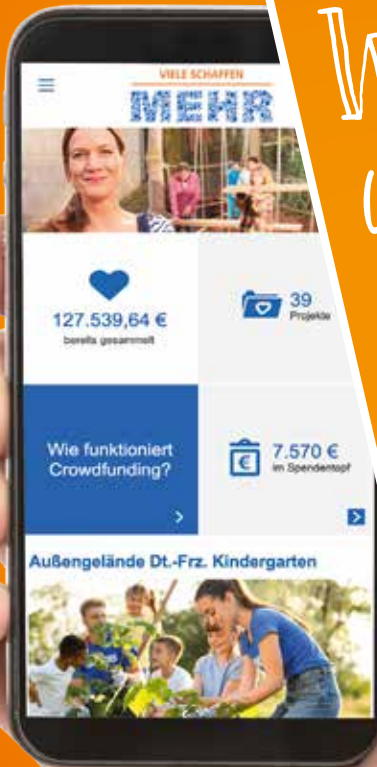 VIELE SCHAFFEN
MEHR
127.539,64 €
bereits gesammelt
39
Projekte
Wie funktioniert
Crowdfunding?
7.570 €
im Spendentopf
Außengelände Dt.-Frz. Kindergarten